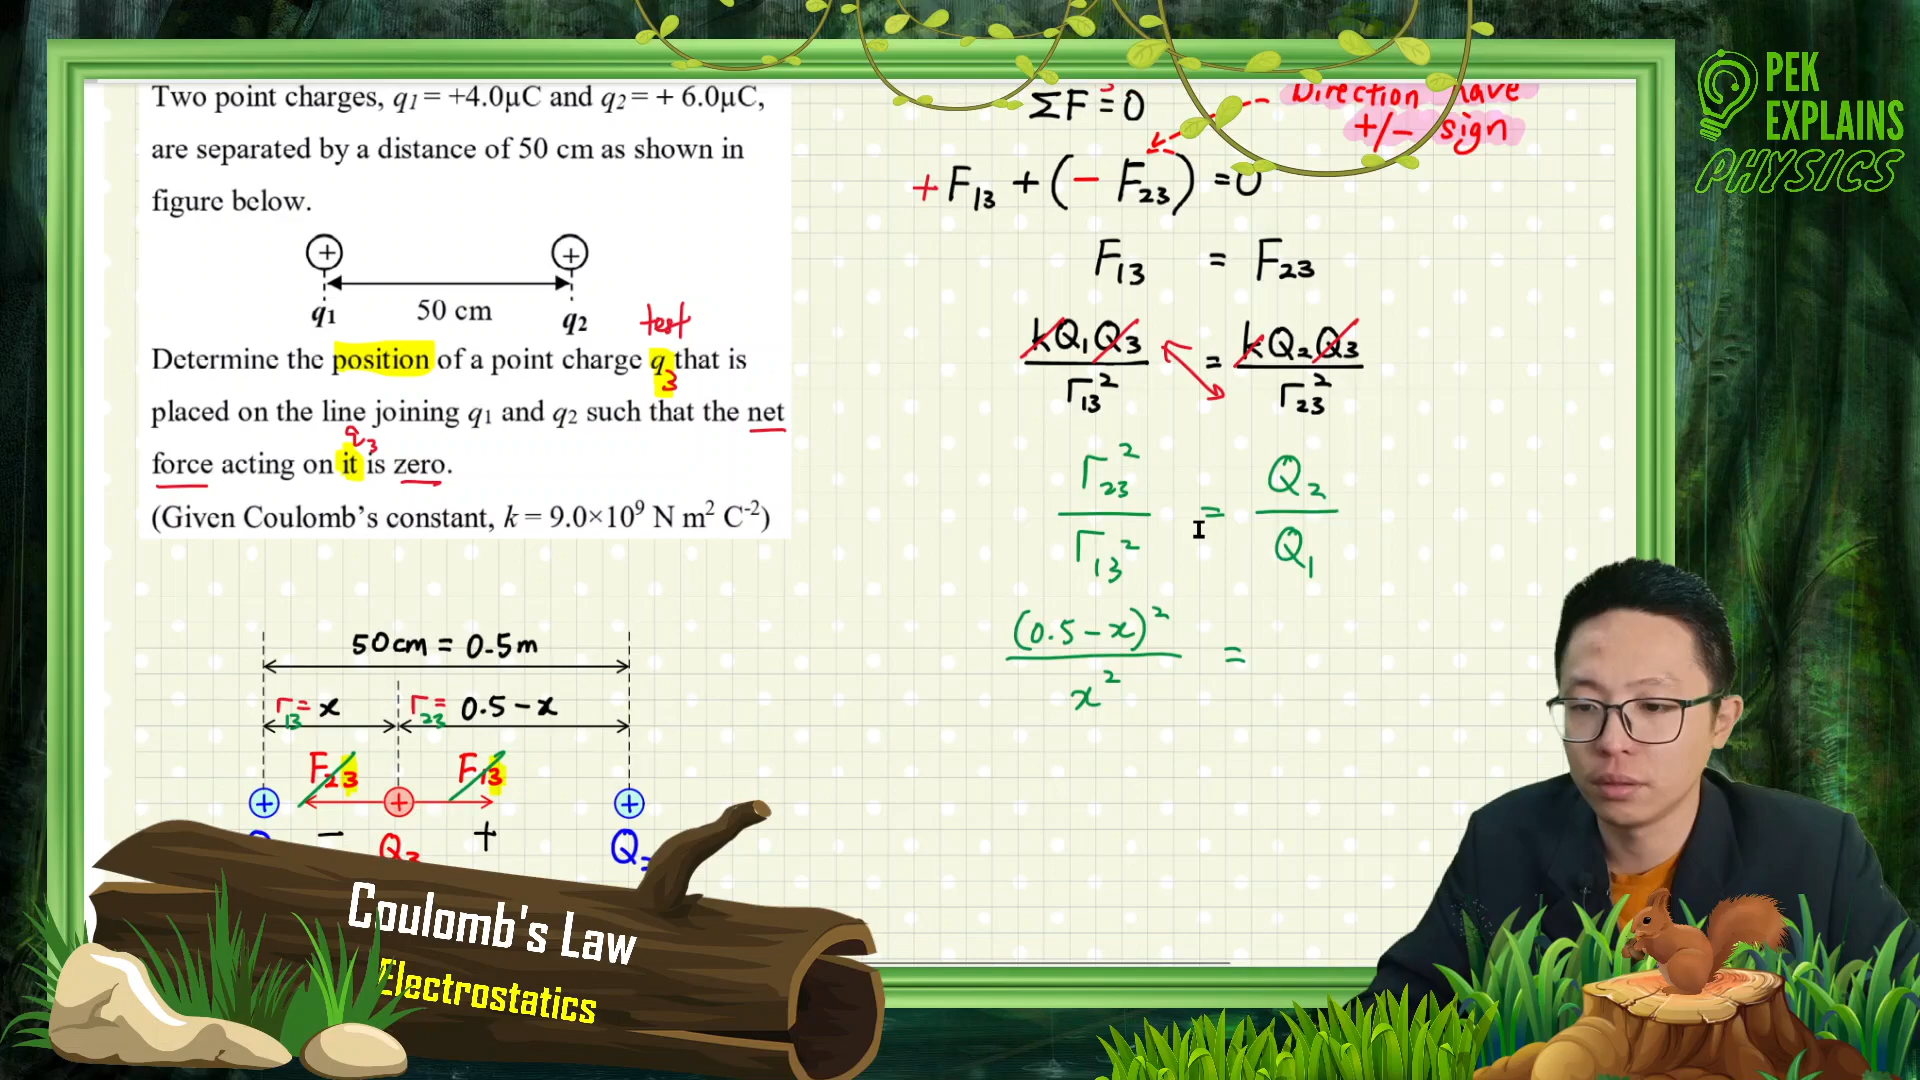 Two point charges, q1 = +4.0μC and q2 = + 6.0μC,
are separated by a distance of 50 cm as shown in
figure below.
+ +
50 cm
q1 q2
test
Determine the position of a point charge q3 that is
placed on the line joining q1 and q2 such that the net
q3
force acting on it is zero.
(Given Coulomb's constant, k = 9.0×10⁹ N m² C⁻²)
50cm = 0.5m
r13 = x r23 = 0.5 - x
F23 F13
+ + +
- +
Q3 Q2
ΣF = 0
Direction have
+/- sign
+F13 + (- F23) = 0
F13 = F23
kQ1Q3 / r13² = kQ2Q3 / r23²
r23² / r13² = Q2 / Q1
(0.5 - x)² / x² =
Coulomb's Law
Electrostatics
PEK
EXPLAINS
PHYSICS